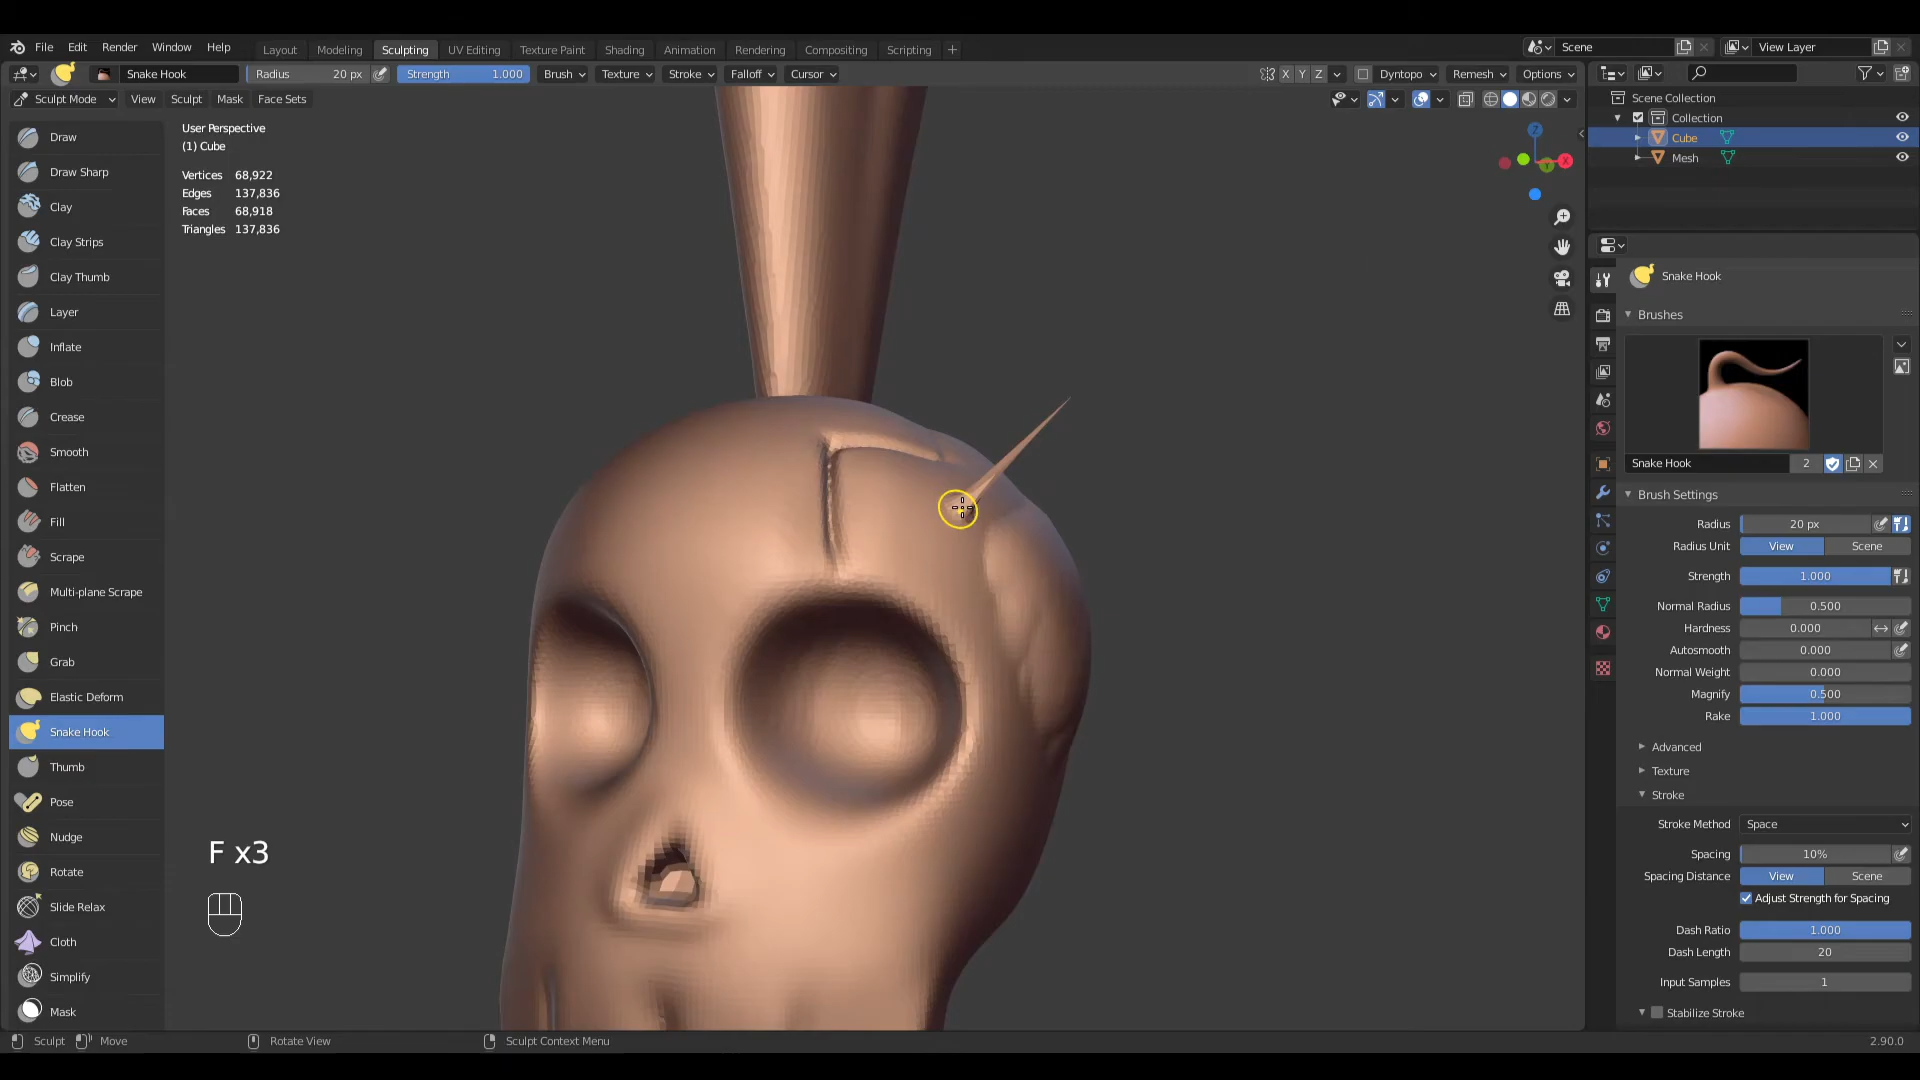 File Edit Render Window Help Layout Modeling Sculpting UV Editing Texture Paint Shading Animation Rendering Compositing Scripting + Scene View Layer
Snake Hook Radius 20 px Strength 1.000 Brush Texture Stroke Falloff Cursor X Y Z Dyntopo Remesh Options
Sculpt Mode View Sculpt Mask Face Sets
Scene Collection
Collection
Cube
Mesh
Draw
Draw Sharp
Clay
Clay Strips
Clay Thumb
Layer
Inflate
Blob
Crease
Smooth
Flatten
Fill
Scrape
Multi-plane Scrape
Pinch
Grab
Elastic Deform
Snake Hook
Thumb
Pose
Nudge
Rotate
Slide Relax
Cloth
Simplify
Mask
User Perspective
(1) Cube
Vertices 68,922
Edges 137,836
Faces 68,918
Triangles 137,836
Z
X
Y
F x3
Snake Hook
Brushes
Snake Hook 2
Brush Settings
Radius 20 px
Radius Unit View Scene
Strength 1.000
Normal Radius 0.500
Hardness 0.000
Autosmooth 0.000
Normal Weight 0.000
Magnify 0.500
Rake 1.000
Advanced
Texture
Stroke
Stroke Method Space
Spacing 10%
Spacing Distance View Scene
Adjust Strength for Spacing
Dash Ratio 1.000
Dash Length 20
Input Samples 1
Stabilize Stroke
Sculpt Move Rotate View Sculpt Context Menu 2.90.0